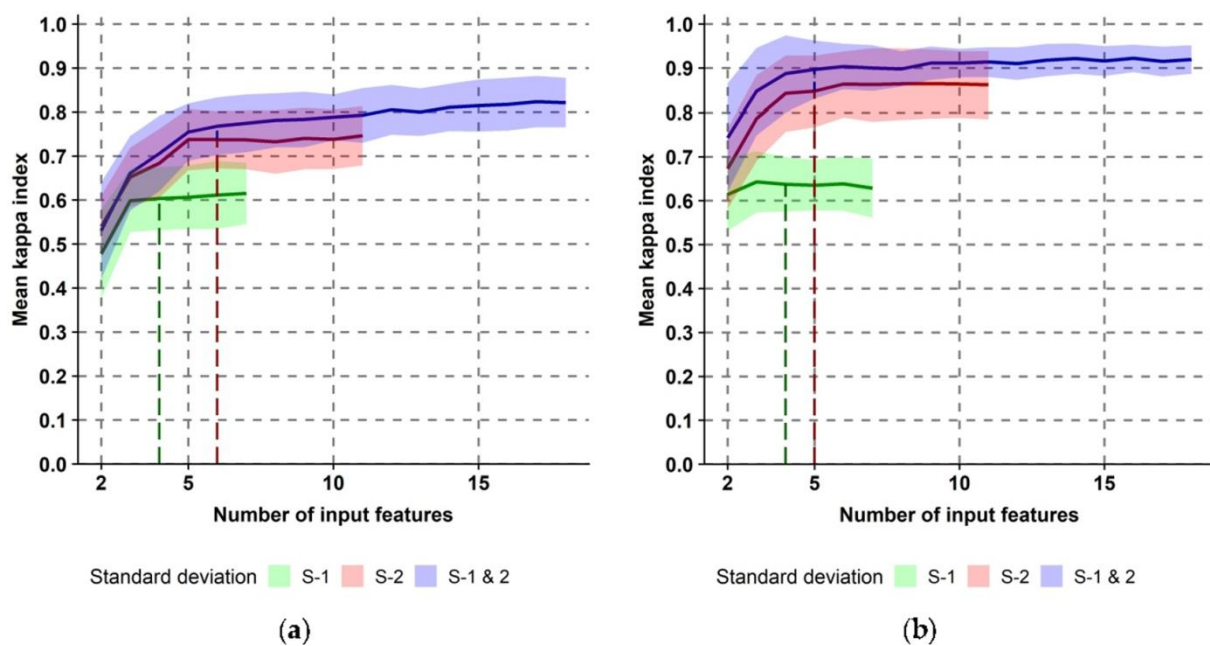 1.0
0.9
0.8
0.7
0.6
0.5
0.4
0.3
0.2
0.1
0.0
Mean kappa index
2 5 10 15
Number of input features
Standard deviation S-1 S-2 S-1 & 2
(a)
1.0
0.9
0.8
0.7
0.6
0.5
0.4
0.3
0.2
0.1
0.0
Mean kappa index
2 5 10 15
Number of input features
Standard deviation S-1 S-2 S-1 & 2
(b)